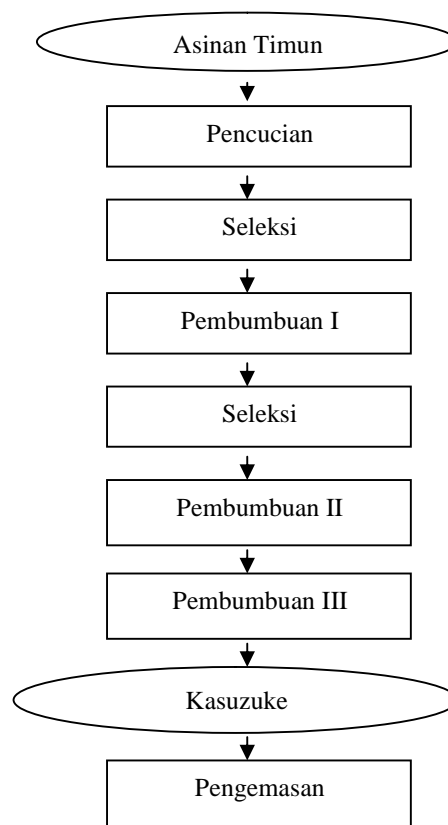 Asinan Timun
Pencucian
Seleksi
Pembumbuan I
Seleksi
Pembumbuan II
Pembumbuan III
Kasuzuke
Pengemasan